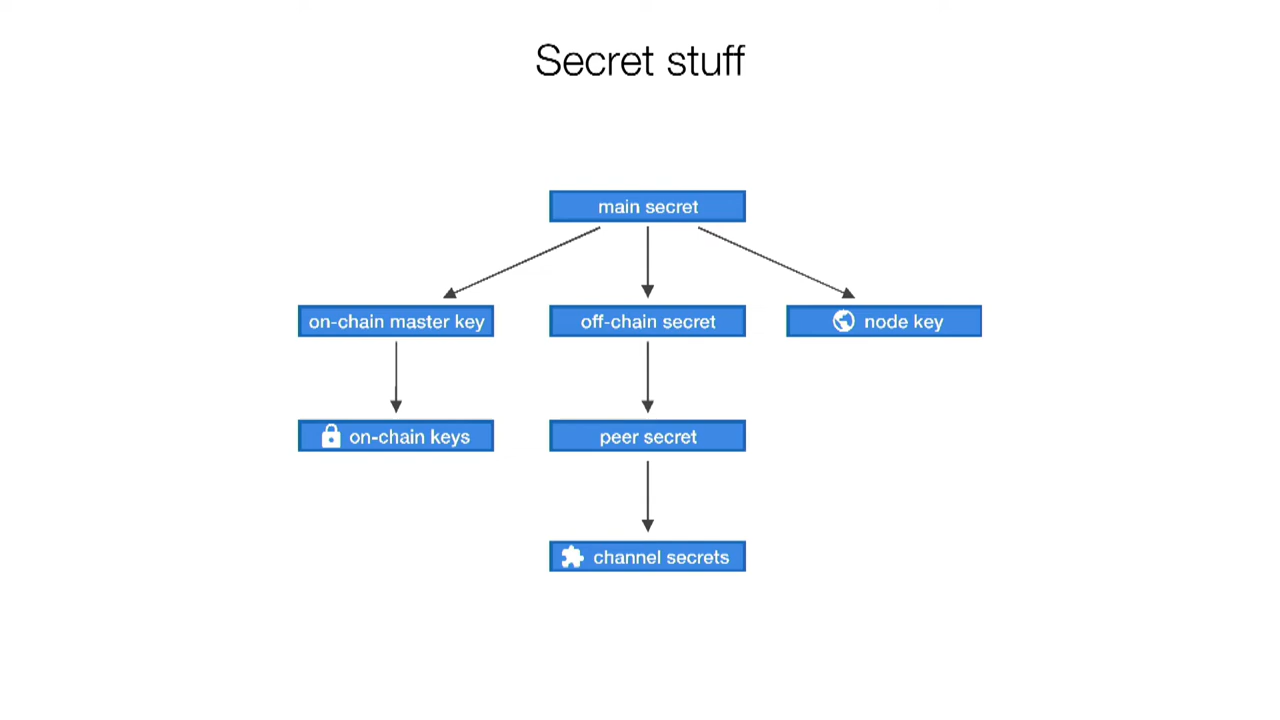 Secret stuff
main secret
on-chain master key
off-chain secret
node key
on-chain keys
peer secret
channel secrets